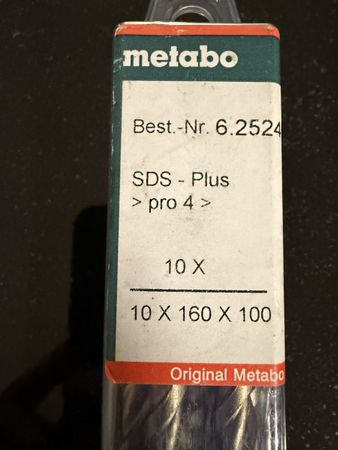 metabo
Best.-Nr. 6.2524
SDS - Plus
> pro 4 >
10 X
10 X 160 X 100
Original Metabo